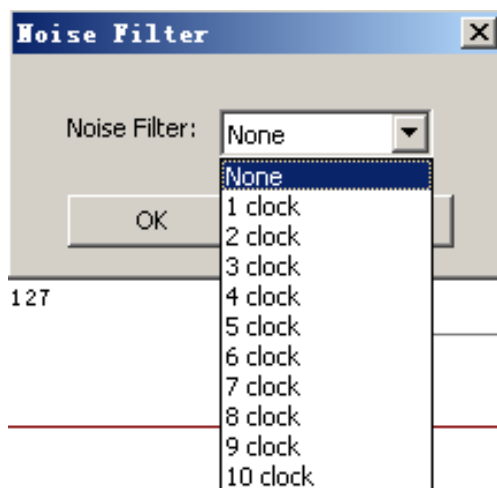 Noise Filter
Noise Filter: None
None
1 clock
OK
2 clock
3 clock
127
4 clock
5 clock
6 clock
7 clock
8 clock
9 clock
10 clock